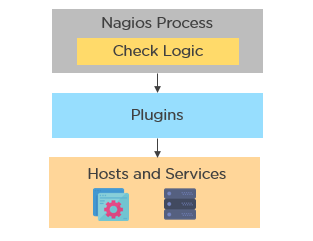 Nagios Process
Check Logic
Plugins
Hosts and Services